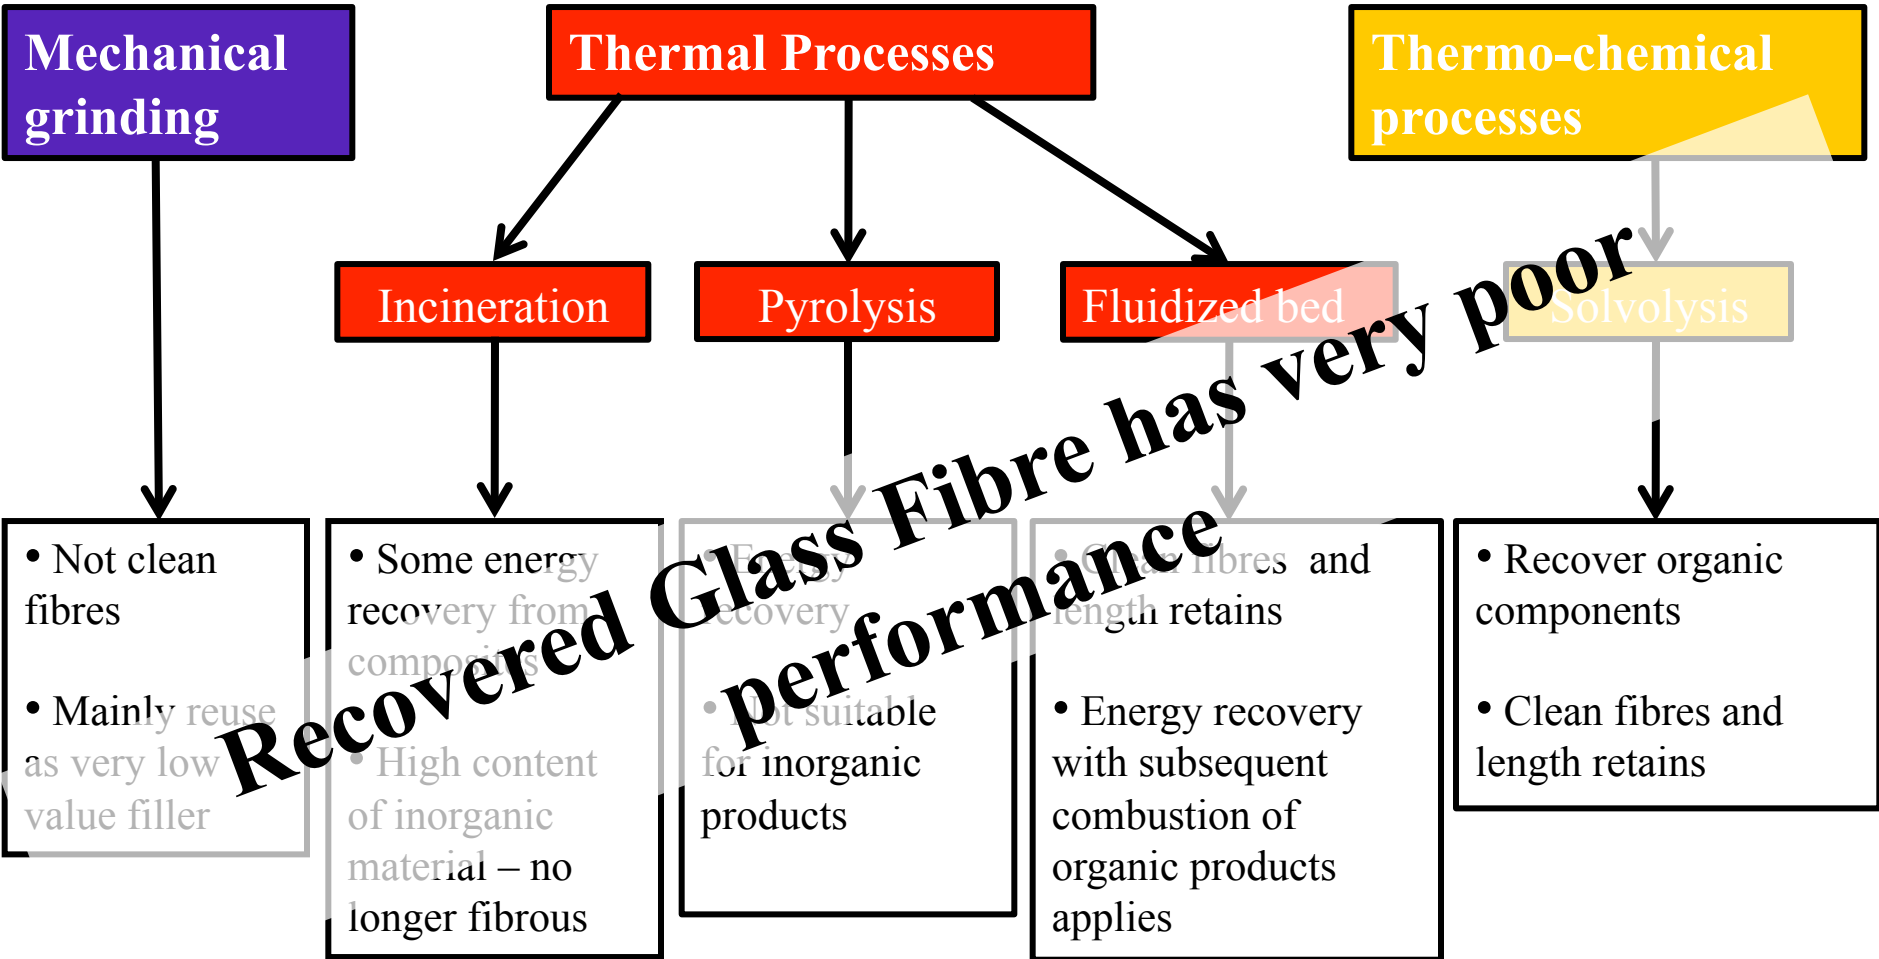 Mechanical
grinding
Thermal Processes
Thermo-chemical
processes
Incineration
Pyrolysis
Fluidized bed
Solvolysis
• Not clean
fibres
• Mainly reuse
as very low
value filler
• Some energy
recovery from
composites
• High content
of inorganic
material – no
longer fibrous
• Energy
recovery
• Not suitable
for inorganic
products
• Clean fibres and
length retains
• Energy recovery
with subsequent
combustion of
organic products
applies
• Recover organic
components
• Clean fibres and
length retains
Recovered Glass Fibre has very poor
performance